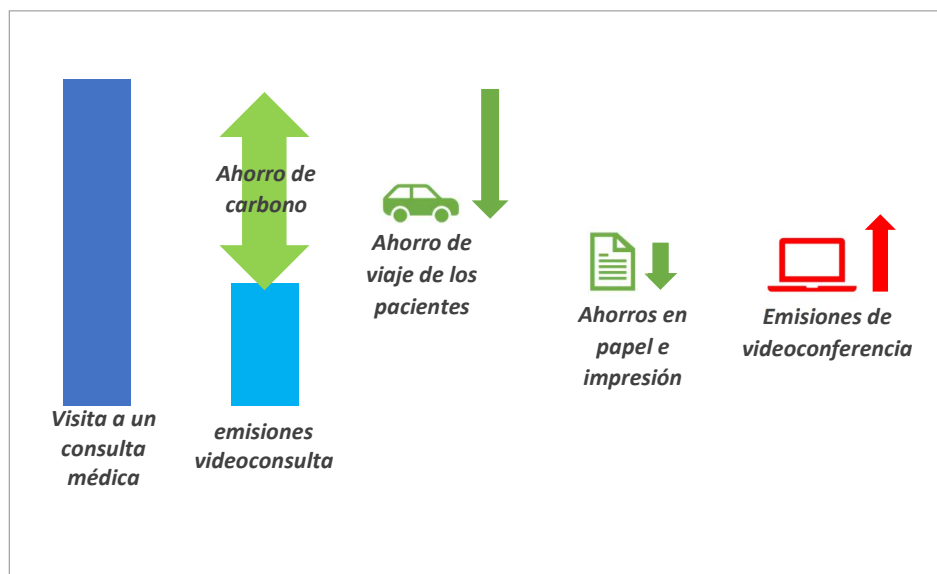 Visita a un
consulta
médica
Ahorro de
carbono
emisiones
videoconsulta
Ahorro de
viaje de los
pacientes
Ahorros en
papel e
impresión
Emisiones de
videoconferencia